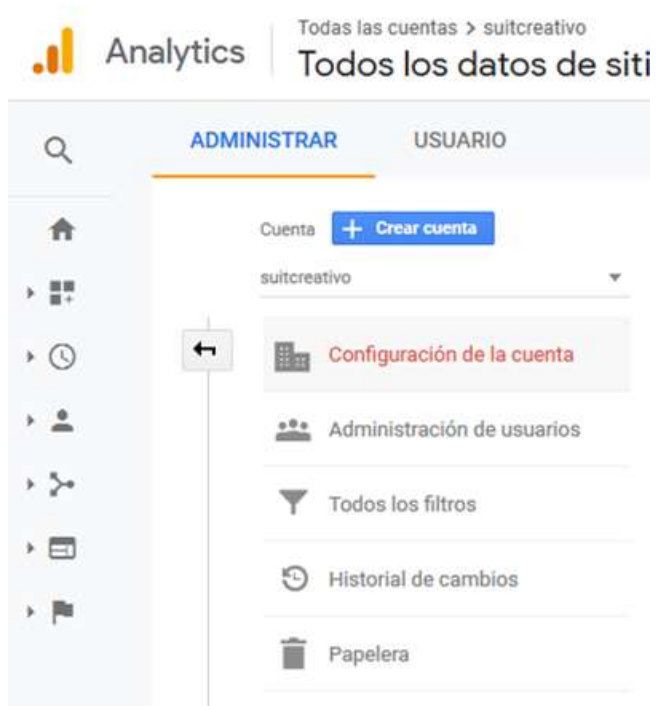 Analytics
Todas las cuentas > suitcreativo
Todos los datos de siti
ADMINISTRAR USUARIO
Cuenta + Crear cuenta
suitcreativo
Configuración de la cuenta
Administración de usuarios
Todos los filtros
Historial de cambios
Papelera